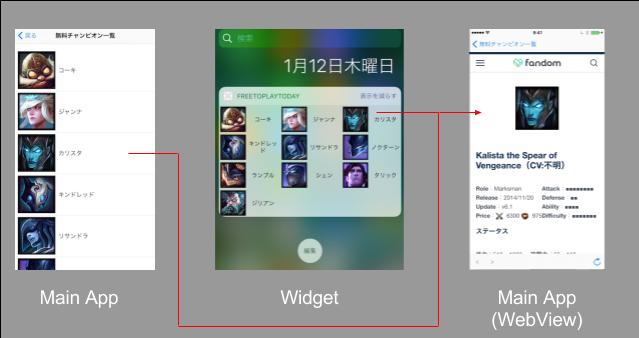 戻る 無料チャンピオン一覧
コーキ
ジャンナ
カリスタ
キンドレッド
リサンドラ
Main App
検索
1月12日木曜日
FREETOPLAYTODAY 表示を減らす
コーキ ジャンナ カリスタ
キンドレッ
ド
リサンドラ ノクターン
ランブル シェン タリック
ジリアン
編集
Widget
9:41
無料チャンピオン一覧
fandom
Kalista the Spear of
Vengeance（CV:不明）
Role : Marksman Attack :
Release : 2014/11/20 Defense :
Update : v6.1 Ability :
Price : 6300 975 Difficulty :
ステータス
Main App
(WebView)